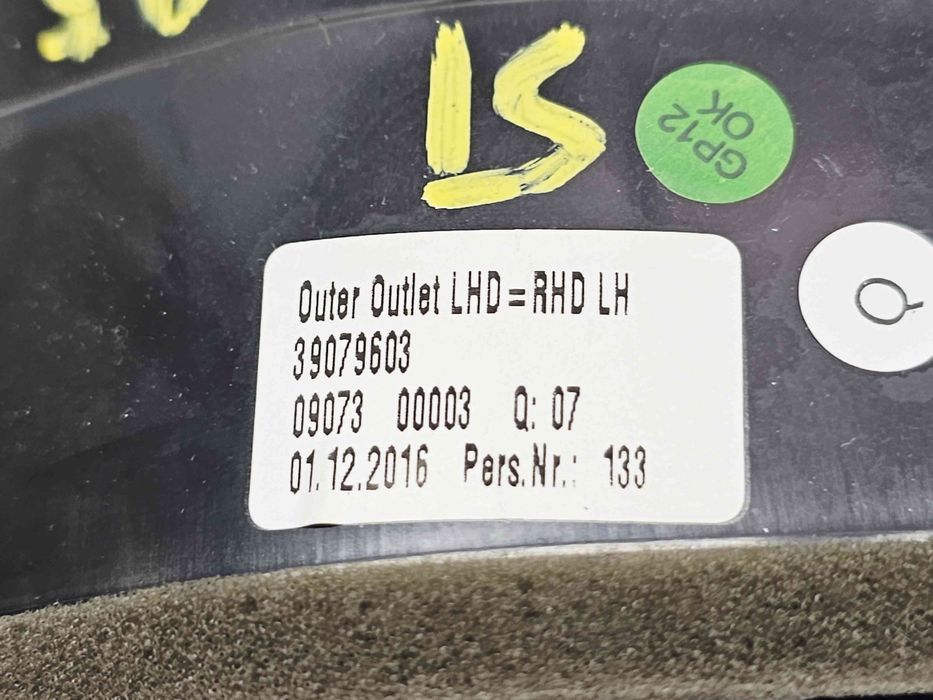 15
GP12
OK
Q
Outer Outlet LHD=RHD LH
39079603
09073 00003 Q: 07
01.12.2016 Pers.Nr.: 133